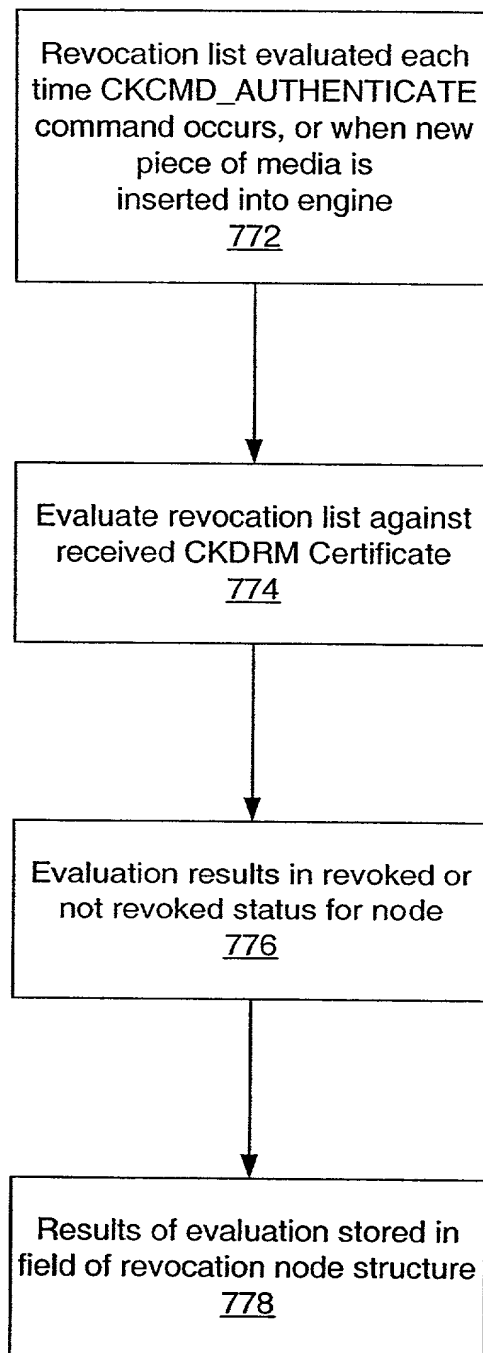 Revocation list evaluated each
time CKCMD_AUTHENTICATE
command occurs, or when new
piece of media is
inserted into engine
772
Evaluate revocation list against
received CKDRM Certificate
774
Evaluation results in revoked or
not revoked status for node
776
Results of evaluation stored in
field of revocation node structure
778